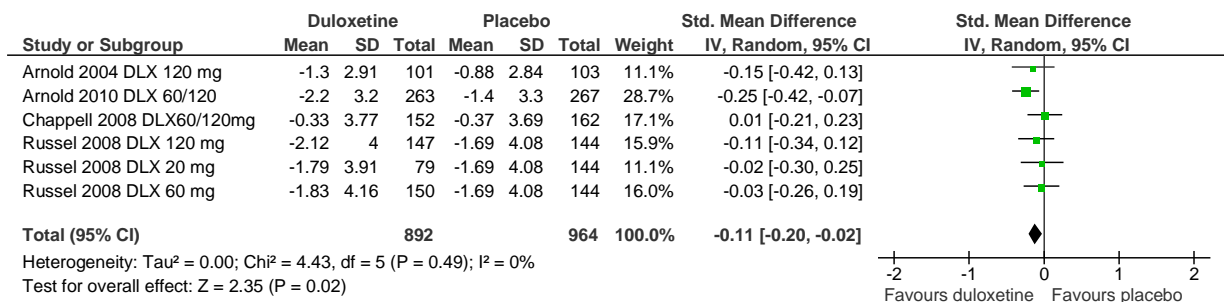 Duloxetine Placebo Std. Mean Difference Std. Mean Difference
Study or Subgroup Mean SD Total Mean SD Total Weight IV, Random, 95% CI IV, Random, 95% CI
Arnold 2004 DLX 120 mg -1.3 2.91 101 -0.88 2.84 103 11.1% -0.15 [-0.42, 0.13]
Arnold 2010 DLX 60/120 -2.2 3.2 263 -1.4 3.3 267 28.7% -0.25 [-0.42, -0.07]
Chappell 2008 DLX60/120mg -0.33 3.77 152 -0.37 3.69 162 17.1% 0.01 [-0.21, 0.23]
Russel 2008 DLX 120 mg -2.12 4 147 -1.69 4.08 144 15.9% -0.11 [-0.34, 0.12]
Russel 2008 DLX 20 mg -1.79 3.91 79 -1.69 4.08 144 11.1% -0.02 [-0.30, 0.25]
Russel 2008 DLX 60 mg -1.83 4.16 150 -1.69 4.08 144 16.0% -0.03 [-0.26, 0.19]
Total (95% CI) 892 964 100.0% -0.11 [-0.20, -0.02]
Heterogeneity: Tau² = 0.00; Chi² = 4.43, df = 5 (P = 0.49); I² = 0%
Test for overall effect: Z = 2.35 (P = 0.02)
-2 -1 0 1 2
Favours duloxetine Favours placebo